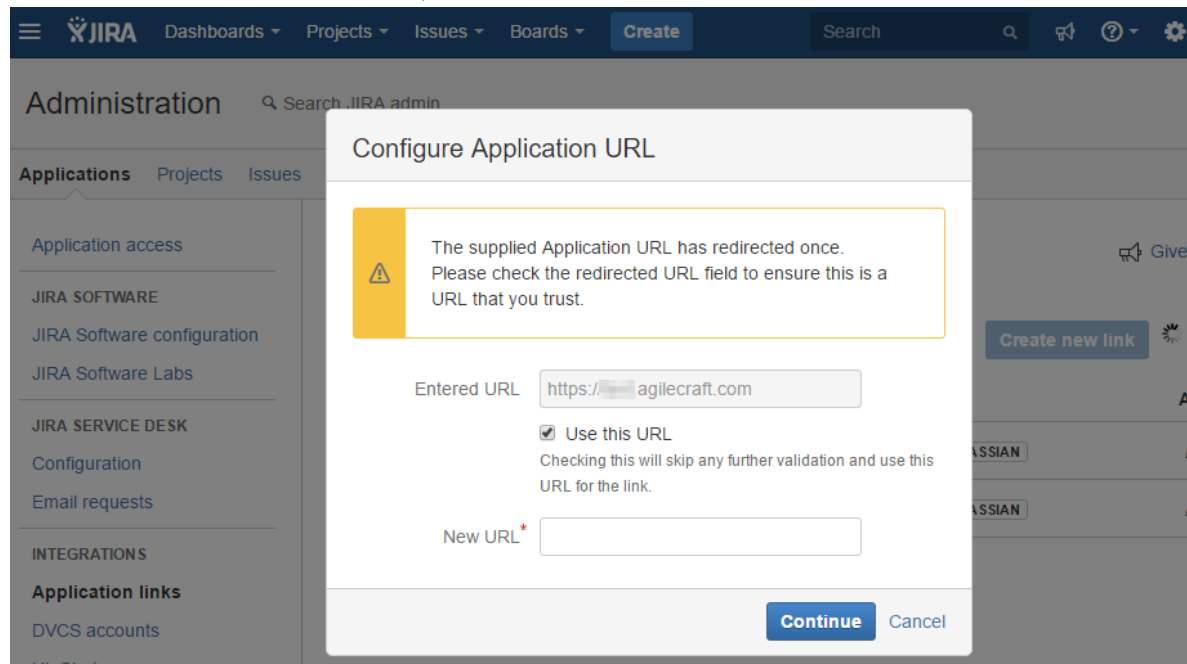 JIRA Dashboards Projects Issues Boards Create Search
Administration Search JIRA admin
Configure Application URL
Applications Projects Issues
The supplied Application URL has redirected once.
Please check the redirected URL field to ensure this is a
URL that you trust.
Application access
Give
JIRA SOFTWARE
JIRA Software configuration
Create new link
JIRA Software Labs
Entered URL https:// agilecraft.com
A
JIRA SERVICE DESK
Use this URL
Configuration
Checking this will skip any further validation and use this
URL for the link.
ASSIAN
Email requests
ASSIAN
New URL*
INTEGRATIONS
Application links
DVCS accounts
Continue Cancel